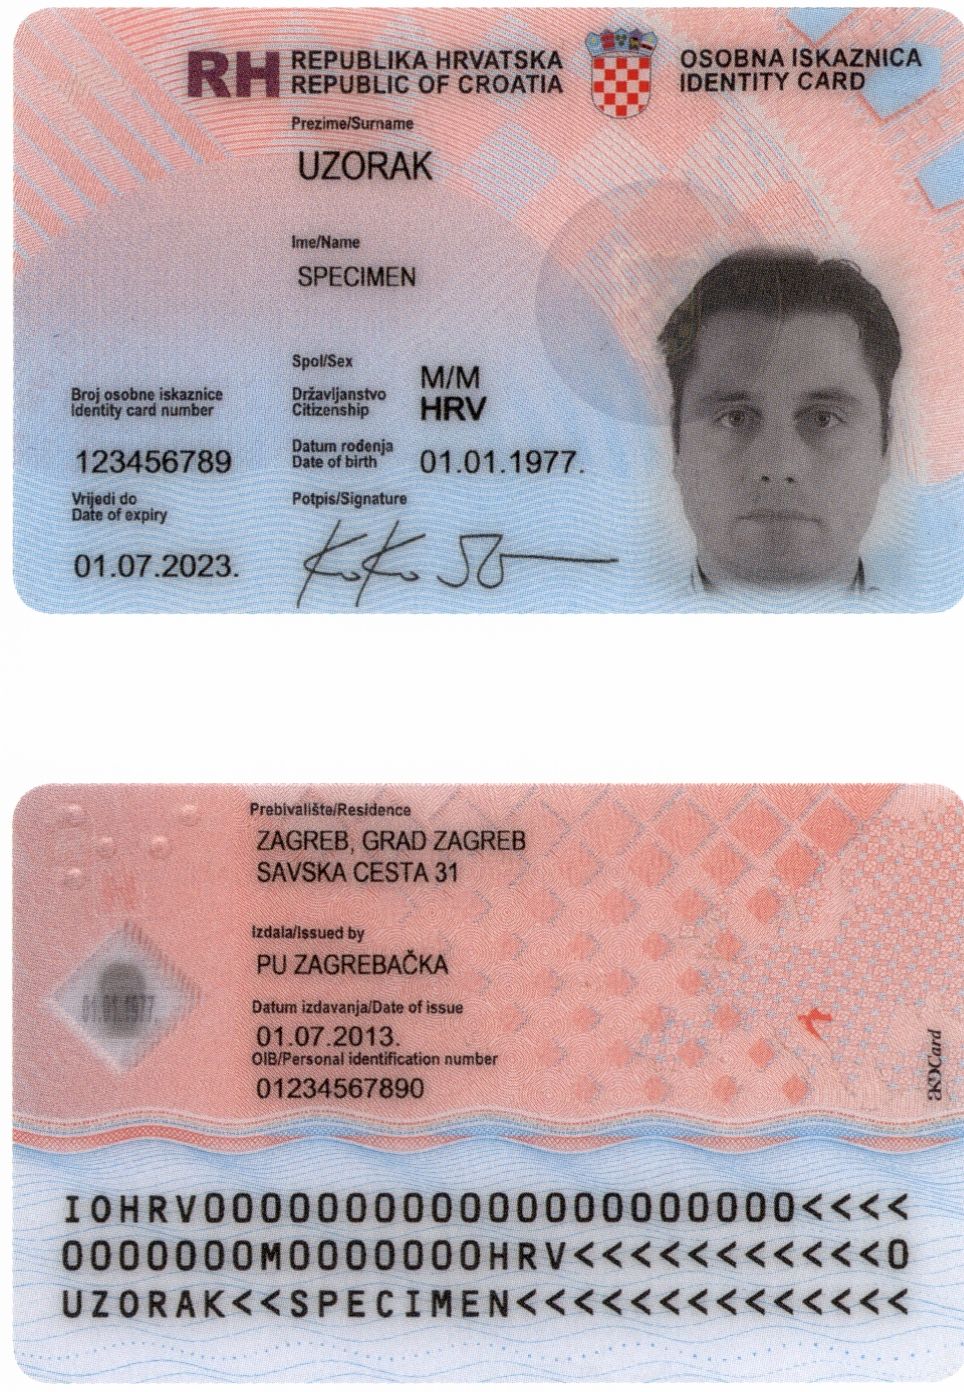 RH REPUBLIKA HRVATSKA
REPUBLIC OF CROATIA
OSOBNA ISKAZNICA
IDENTITY CARD
Prezime/Surname
UZORAK
Ime/Name
SPECIMEN
Spol/Sex
M/M
Državljanstvo
Citizenship
HRV
Broj osobne iskaznice
Identity card number
123456789
Datum rođenja
Date of birth
01.01.1977.
Vrijedi do
Date of expiry
01.07.2023.
Potpis/Signature
Prebivalište/Residence
ZAGREB, GRAD ZAGREB
SAVSKA CESTA 31
Izdala/Issued by
PU ZAGREBAČKA
01.01.1977
Datum izdavanja/Date of issue
01.07.2013.
OIB/Personal identification number
01234567890
AKDCard
IOHRV000000000000000000000<<<<
0000000M0000000HRV<<<<<<<<<<<0
UZORAK<<SPECIMEN<<<<<<<<<<<<<<